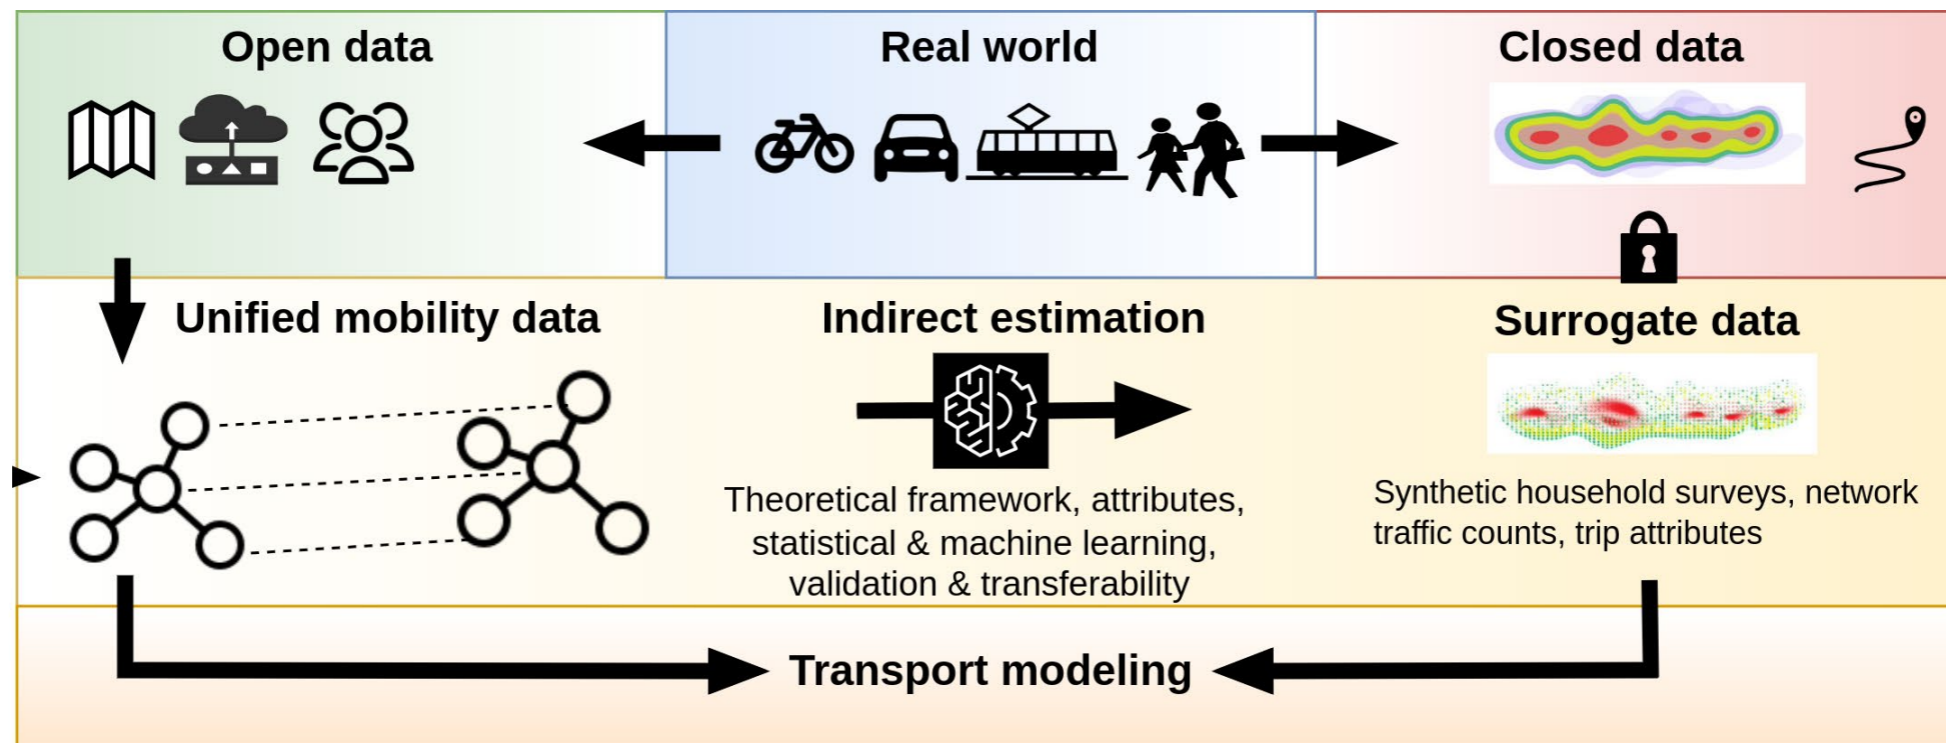 Open data
Real world
Closed data
Unified mobility data
Indirect estimation
Surrogate data
Theoretical framework, attributes,
statistical & machine learning,
validation & transferability
Synthetic household surveys, network
traffic counts, trip attributes
Transport modeling